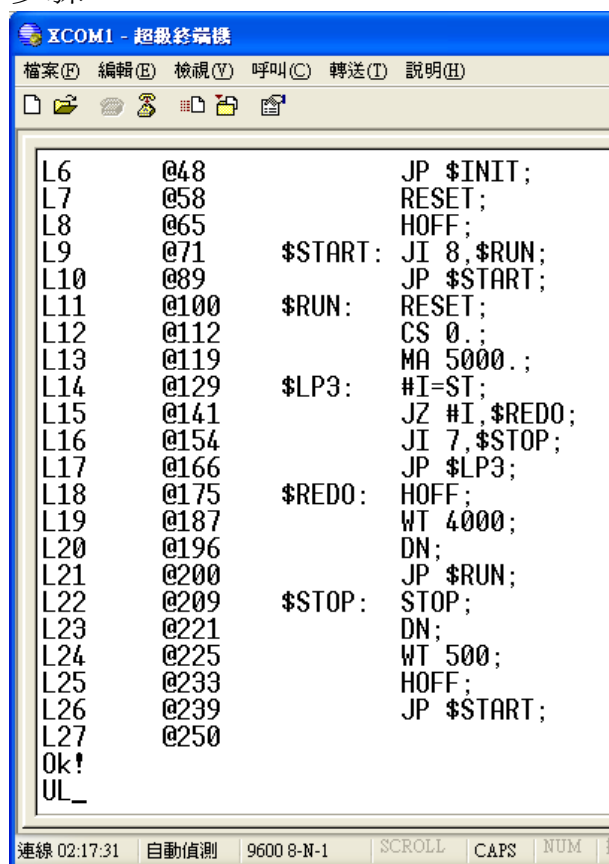 XCOM1 - 超級終端機
檔案(F) 編輯(E) 檢視(V) 呼叫(C) 轉送(T) 說明(H)
L6 @48 JP $INIT;
L7 @58 RESET;
L8 @65 HOFF;
L9 @71 $START: JI 8,$RUN;
L10 @89 JP $START;
L11 @100 $RUN: RESET;
L12 @112 CS 0.;
L13 @119 MA 5000.;
L14 @129 $LP3: #I=ST;
L15 @141 JZ #I,$REDO;
L16 @154 JI 7,$STOP;
L17 @166 JP $LP3;
L18 @175 $REDO: HOFF;
L19 @187 WT 4000;
L20 @196 DN;
L21 @200 JP $RUN;
L22 @209 $STOP: STOP;
L23 @221 DN;
L24 @225 WT 500;
L25 @233 HOFF;
L26 @239 JP $START;
L27 @250
Ok!
UL_
連線 02:17:31 自動偵測 9600 8-N-1 SCROLL CAPS NUM